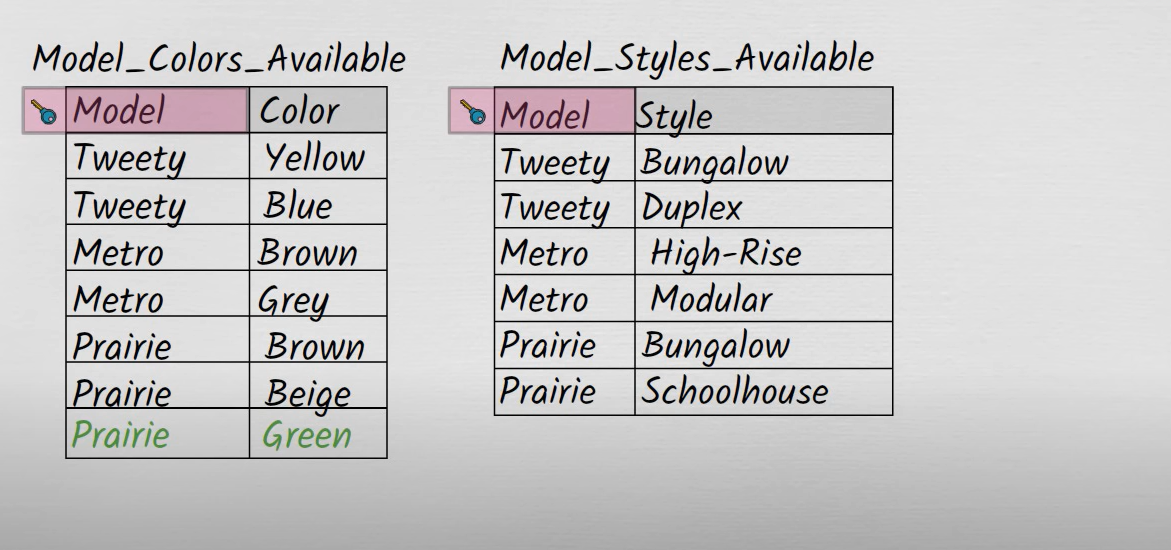 Model_Colors_Available
Model Color
Tweety Yellow
Tweety Blue
Metro Brown
Metro Grey
Prairie Brown
Prairie Beige
Prairie Green
Model_Styles_Available
Model Style
Tweety Bungalow
Tweety Duplex
Metro High-Rise
Metro Modular
Prairie Bungalow
Prairie Schoolhouse